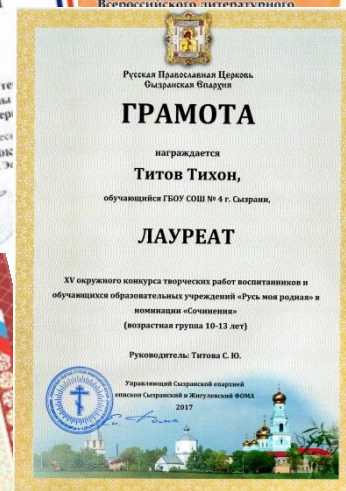 Всероссийского литературного
Русская Православная Церковь
Сызранская Епархия
ГРАМОТА
награждается
Титов Тихон,
обучающийся ГБОУ СОШ № 4 г. Сызрани,
ЛАУРЕАТ
XV окружного конкурса творческих работ воспитанников и
обучающихся образовательных учреждений «Русь моя родная» в
номинации «Сочинения»
(возрастная группа 10-13 лет)
Руководитель: Титова С. Ю.
Управляющий Сызранской епархией
епископ Сызранский и Жигулевский ФОМА
2017